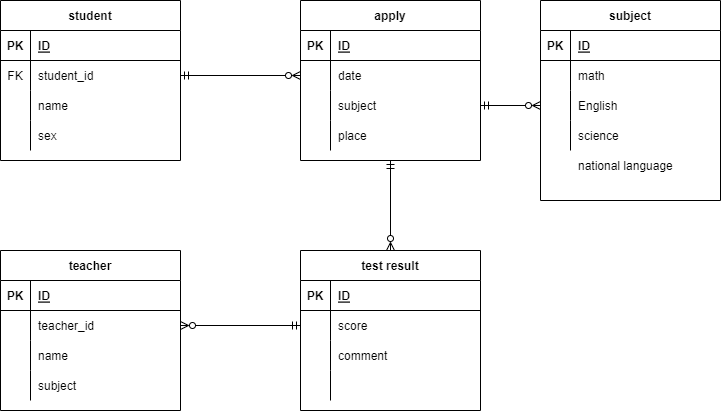 student
PK ID
FK student_id
name
sex
apply
PK ID
date
subject
place
subject
PK ID
math
English
science
national language
teacher
PK ID
teacher_id
name
subject
test result
PK ID
score
comment